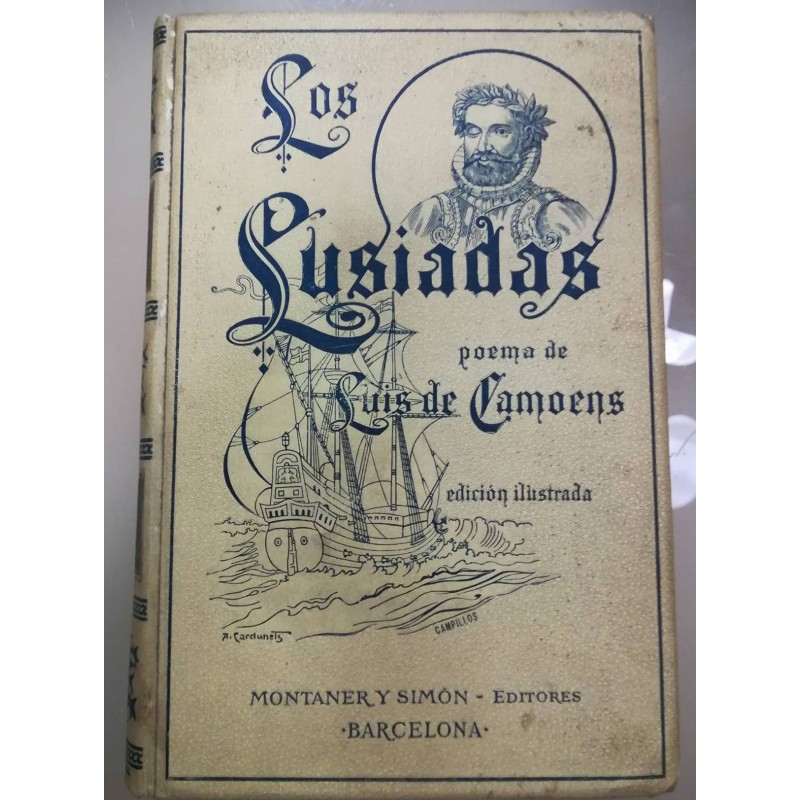 Los
Lusiadas
poema de
Luis de Camoens
edición ilustrada
A. Cardunets
CAMPILLOS
MONTANER Y SIMÓN - EDITORES
·BARCELONA·